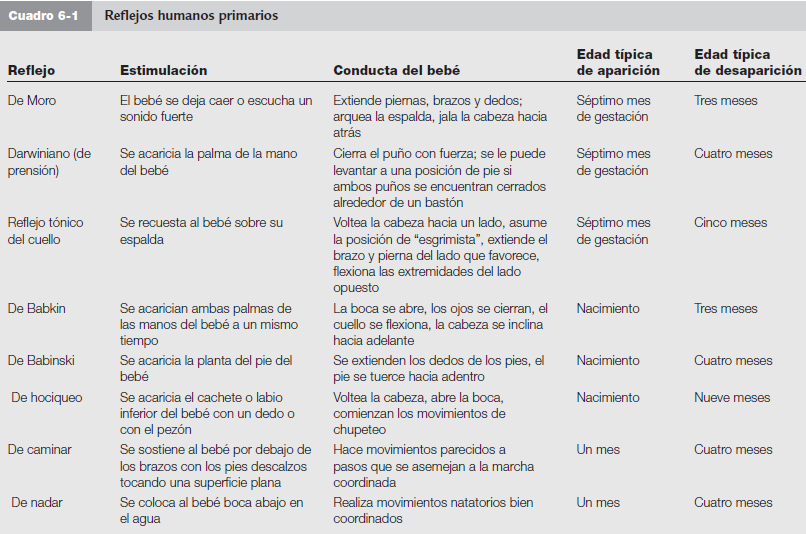 Cuadro 6-1 Reflejos humanos primarios
Reflejo Estimulación Conducta del bebé Edad típica de aparición Edad típica de desaparición
De Moro El bebé se deja caer o escucha un Extiende piernas, brazos y dedos; Séptimo mes Tres meses
sonido fuerte arquea la espalda, jala la cabeza hacia de gestación
atrás
Darwiniano (de Se acaricia la palma de la mano Cierra el puño con fuerza; se le puede Séptimo mes Cuatro meses
prensión) del bebé levantar a una posición de pie si de gestación
ambos puños se encuentran cerrados
alrededor de un bastón
Reflejo tónico Se recuesta al bebé sobre su Voltea la cabeza hacia un lado, asume Séptimo mes Cinco meses
del cuello espalda la posición de “esgrimista”, extiende el de gestación
brazo y pierna del lado que favorece,
flexiona las extremidades del lado
opuesto
De Babkin Se acarician ambas palmas de La boca se abre, los ojos se cierran, el Nacimiento Tres meses
las manos del bebé a un mismo cuello se flexiona, la cabeza se inclina
tiempo hacia adelante
De Babinski Se acaricia la planta del pie del Se extienden los dedos de los pies, el Nacimiento Cuatro meses
bebé pie se tuerce hacia adentro
De hociqueo Se acaricia el cachete o labio Voltea la cabeza, abre la boca, Nacimiento Nueve meses
inferior del bebé con un dedo o comienzan los movimientos de
con el pezón chupeteo
De caminar Se sostiene al bebé por debajo de Hace movimientos parecidos a Un mes Cuatro meses
los brazos con los pies descalzos pasos que se asemejan a la marcha
tocando una superficie plana coordinada
De nadar Se coloca al bebé boca abajo en Realiza movimientos natatorios bien Un mes Cuatro meses
el agua coordinados